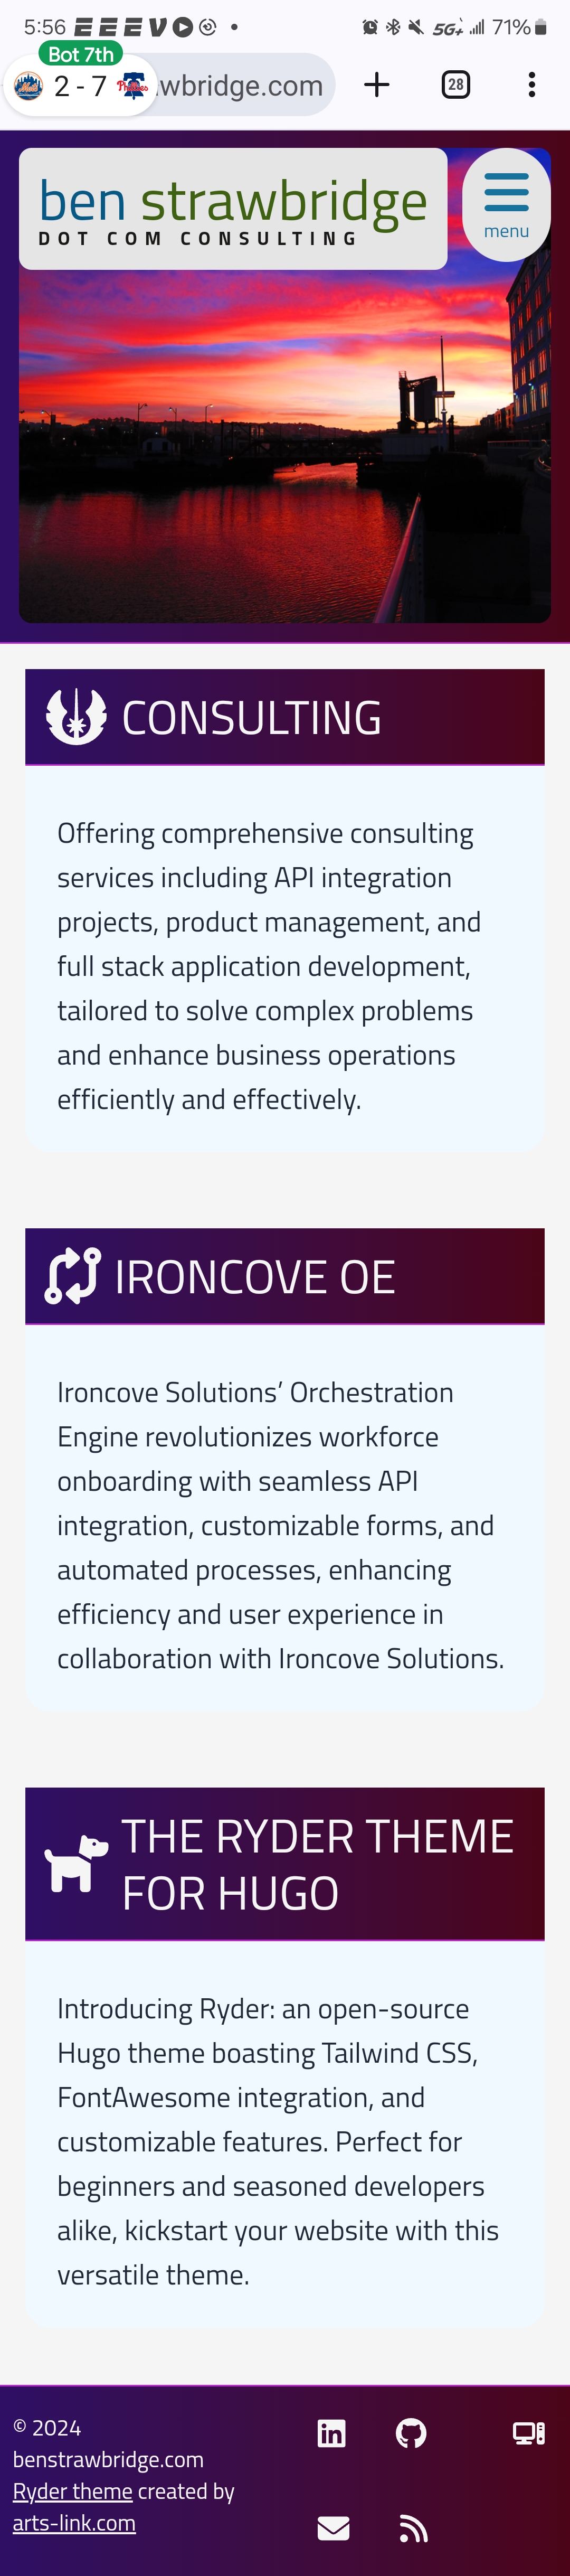 5:56
71%
5G+
Bot 7th
2 - 7
wbridge.com
28
Mets
Phillies
ben strawbridge
DOT COM CONSULTING
menu
CONSULTING
Offering comprehensive consulting
services including API integration
projects, product management, and
full stack application development,
tailored to solve complex problems
and enhance business operations
efficiently and effectively.
IRONCOVE OE
Ironcove Solutions’ Orchestration
Engine revolutionizes workforce
onboarding with seamless API
integration, customizable forms, and
automated processes, enhancing
efficiency and user experience in
collaboration with Ironcove Solutions.
THE RYDER THEME
FOR HUGO
Introducing Ryder: an open-source
Hugo theme boasting Tailwind CSS,
FontAwesome integration, and
customizable features. Perfect for
beginners and seasoned developers
alike, kickstart your website with this
versatile theme.
© 2024
benstrawbridge.com
Ryder theme created by
arts-link.com
in